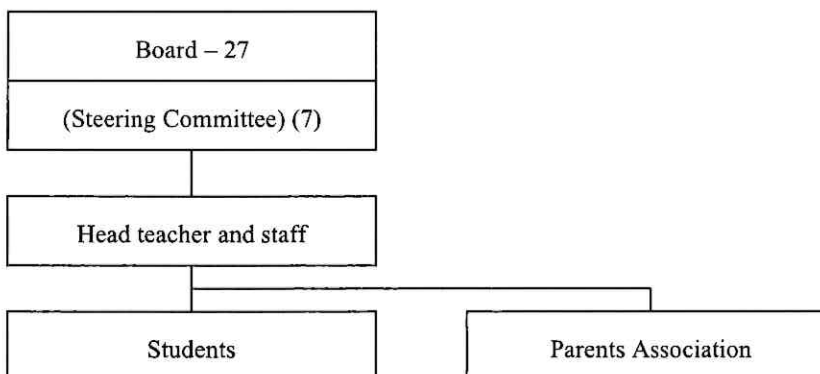 Board – 27
(Steering Committee) (7)
Head teacher and staff
Students
Parents Association